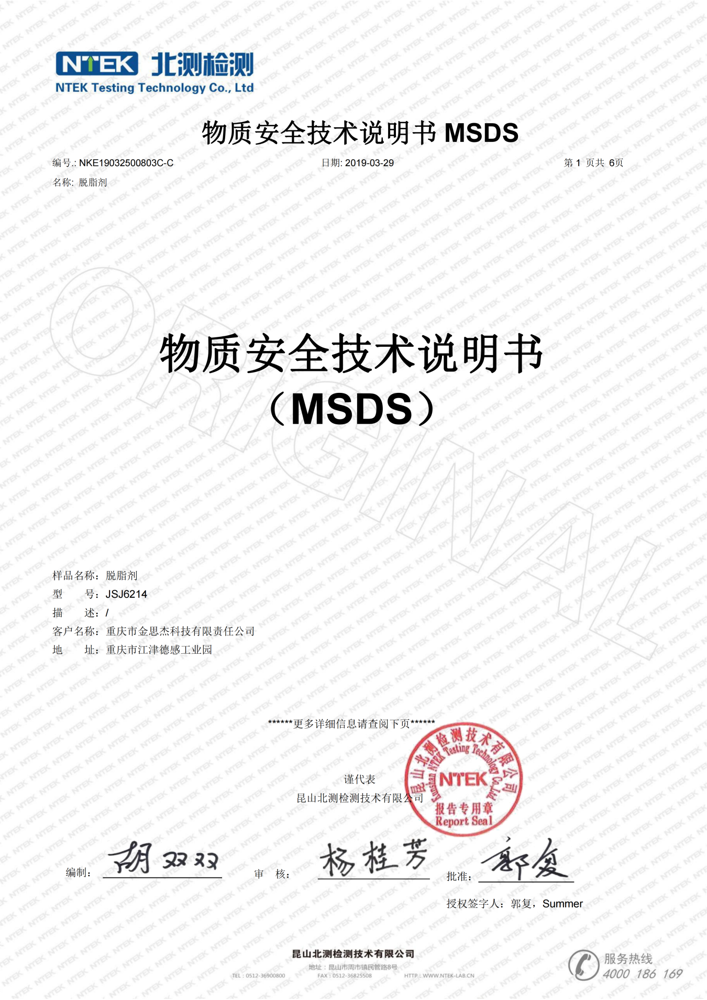 NTEK 北测检测
NTEK Testing Technology Co., Ltd
物质安全技术说明书 MSDS
编号.: NKE19032500803C-C 日期: 2019-03-29 第 1 页共 6页
名称: 脱脂剂
ORIGINAL
物质安全技术说明书
（MSDS）
样品名称：脱脂剂
型 号：JSJ6214
描 述：/
客户名称：重庆市金思杰科技有限责任公司
地 址：重庆市江津德感工业园
******更多详细信息请查阅下页******
谨代表
昆山北测检测技术有限公司
昆山北测检测技术有限公司
Kunshan NTEK Testing Technology Co., Ltd
NTEK
报告专用章
Report Seal
编制： 胡双双 审 核： 杨桂芳 批准： 郭复
授权签字人：郭复，Summer
昆山北测检测技术有限公司
地址：昆山市周市镇民管路8号
TEL : 0512-36900800 FAX : 0512-36825508 HTTP : WWW.NTEK-LAB.CN
服务热线
4000 186 169